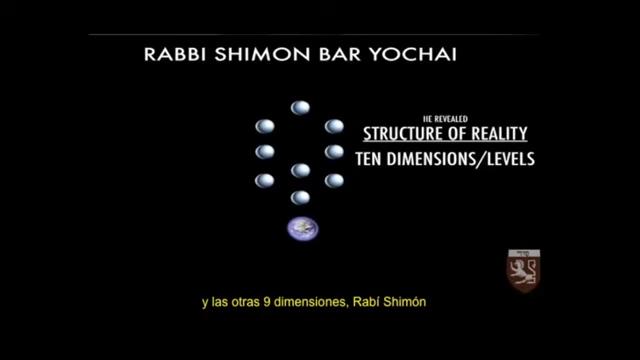 RABBI SHIMON BAR YOCHAI
HE REVEALED
STRUCTURE OF REALITY
TEN DIMENSIONS/LEVELS
y las otras 9 dimensiones, Rabí Shimón